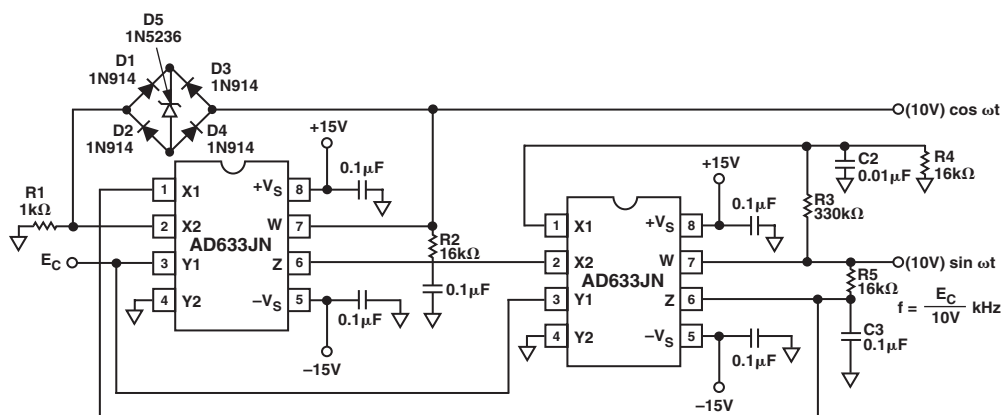 D5
1N5236
D1
1N914
D3
1N914
D2
1N914
D4
1N914
R1
1kΩ
E_C
1
X1
2
X2
3
Y1
4
Y2
AD633JN
+V_S
8
W
7
Z
6
–V_S
5
+15V
0.1μF
R2
16kΩ
0.1μF
0.1μF
–15V
1
X1
2
X2
3
Y1
4
Y2
AD633JN
+V_S
8
W
7
Z
6
–V_S
5
+15V
0.1μF
0.1μF
–15V
R3
330kΩ
C2
0.01μF
R4
16kΩ
R5
16kΩ
C3
0.1μF
(10V) cos ωt
(10V) sin ωt
f = E_C / 10V kHz